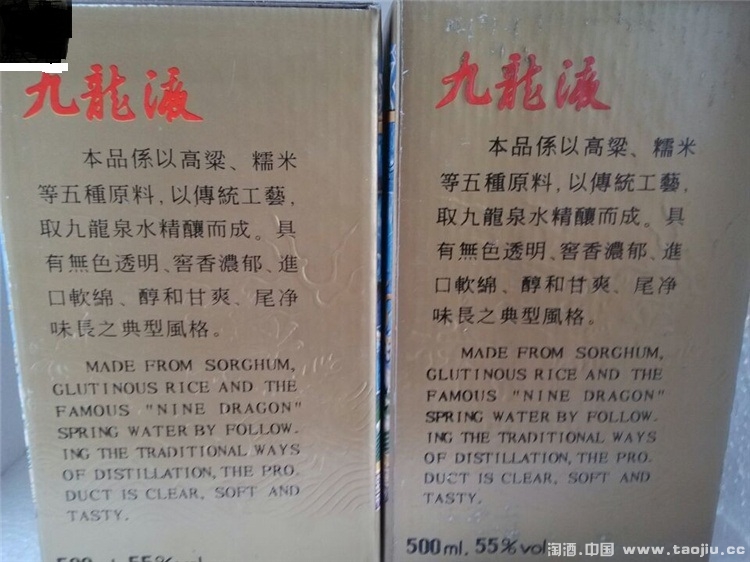 九龍液
本品係以高粱、糯米
等五種原料,以傳統工藝,
取九龍泉水精釀而成。具
有無色透明、窖香濃郁、進
口軟綿、醇和甘爽、尾净
味長之典型風格。
MADE FROM SORGHUM,
GLUTINOUS RICE AND THE
FAMOUS "NINE DRAGON"
SPRING WATER BY FOLLOW-
ING THE TRADITIONAL WAYS
OF DISTILLATION, THE PRO-
DUCT IS CLEAR, SOFT AND
TASTY.
500ml, 55%vol
九龍液
本品係以高粱、糯米
等五種原料,以傳統工藝,
取九龍泉水精釀而成。具
有無色透明、窖香濃郁、進
口軟綿、醇和甘爽、尾净
味長之典型風格。
MADE FROM SORGHUM,
GLUTINOUS RICE AND THE
FAMOUS "NINE DRAGON"
SPRING WATER BY FOLLOW-
ING THE TRADITIONAL WAYS
OF DISTILLATION, THE PRO-
DUCT IS CLEAR, SOFT AND
TASTY.
500ml, 55%vol
淘酒.中国 www.taojiu.cc